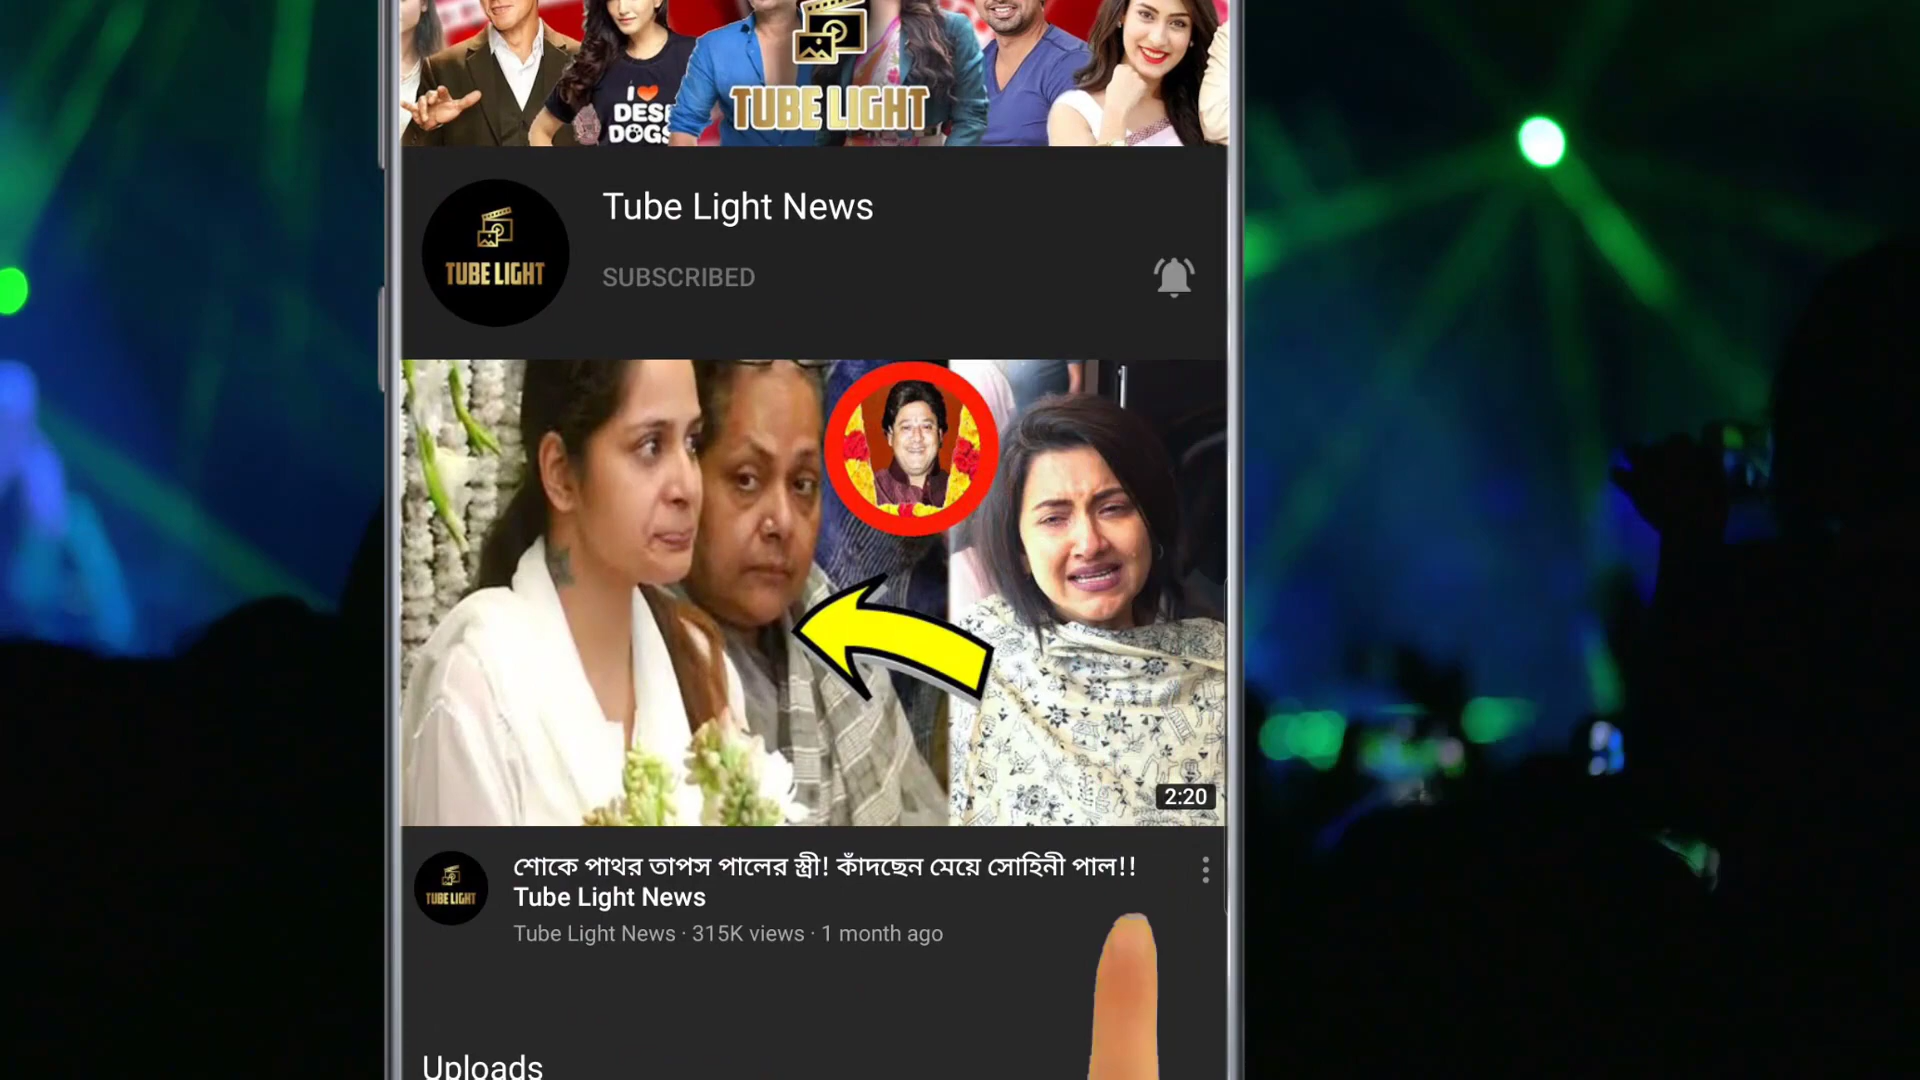 I
DESI
DOGS
TUBE LIGHT
Tube Light News
TUBE LIGHT
SUBSCRIBED
2:20
শোকে পাথর তাপস পালের স্ত্রী! কাঁদছেন মেয়ে সোহিনী পাল!!
TUBE LIGHT
Tube Light News
Tube Light News · 315K views · 1 month ago
Uploads